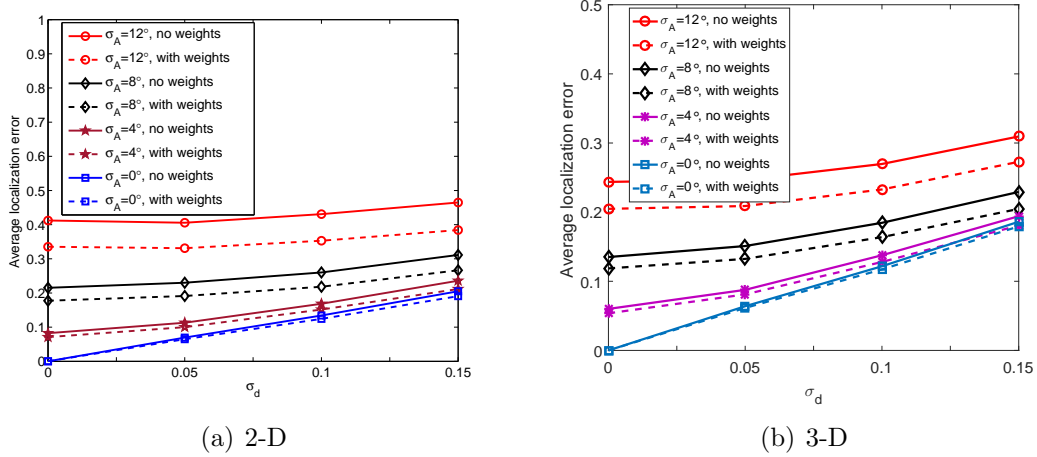 1
0.9
0.8
0.7
0.6
0.5
0.4
0.3
0.2
0.1
0
Average localization error
σA=12°, no weights
σA=12°, with weights
σA=8°, no weights
σA=8°, with weights
σA=4°, no weights
σA=4°, with weights
σA=0°, no weights
σA=0°, with weights
0 0.05 0.1 0.15
σd
(a) 2-D
0.5
0.4
0.3
0.2
0.1
0
Average localization error
σA=12°, no weights
σA=12°, with weights
σA=8°, no weights
σA=8°, with weights
σA=4°, no weights
σA=4°, with weights
σA=0°, no weights
σA=0°, with weights
0 0.05 0.1 0.15
σd
(b) 3-D